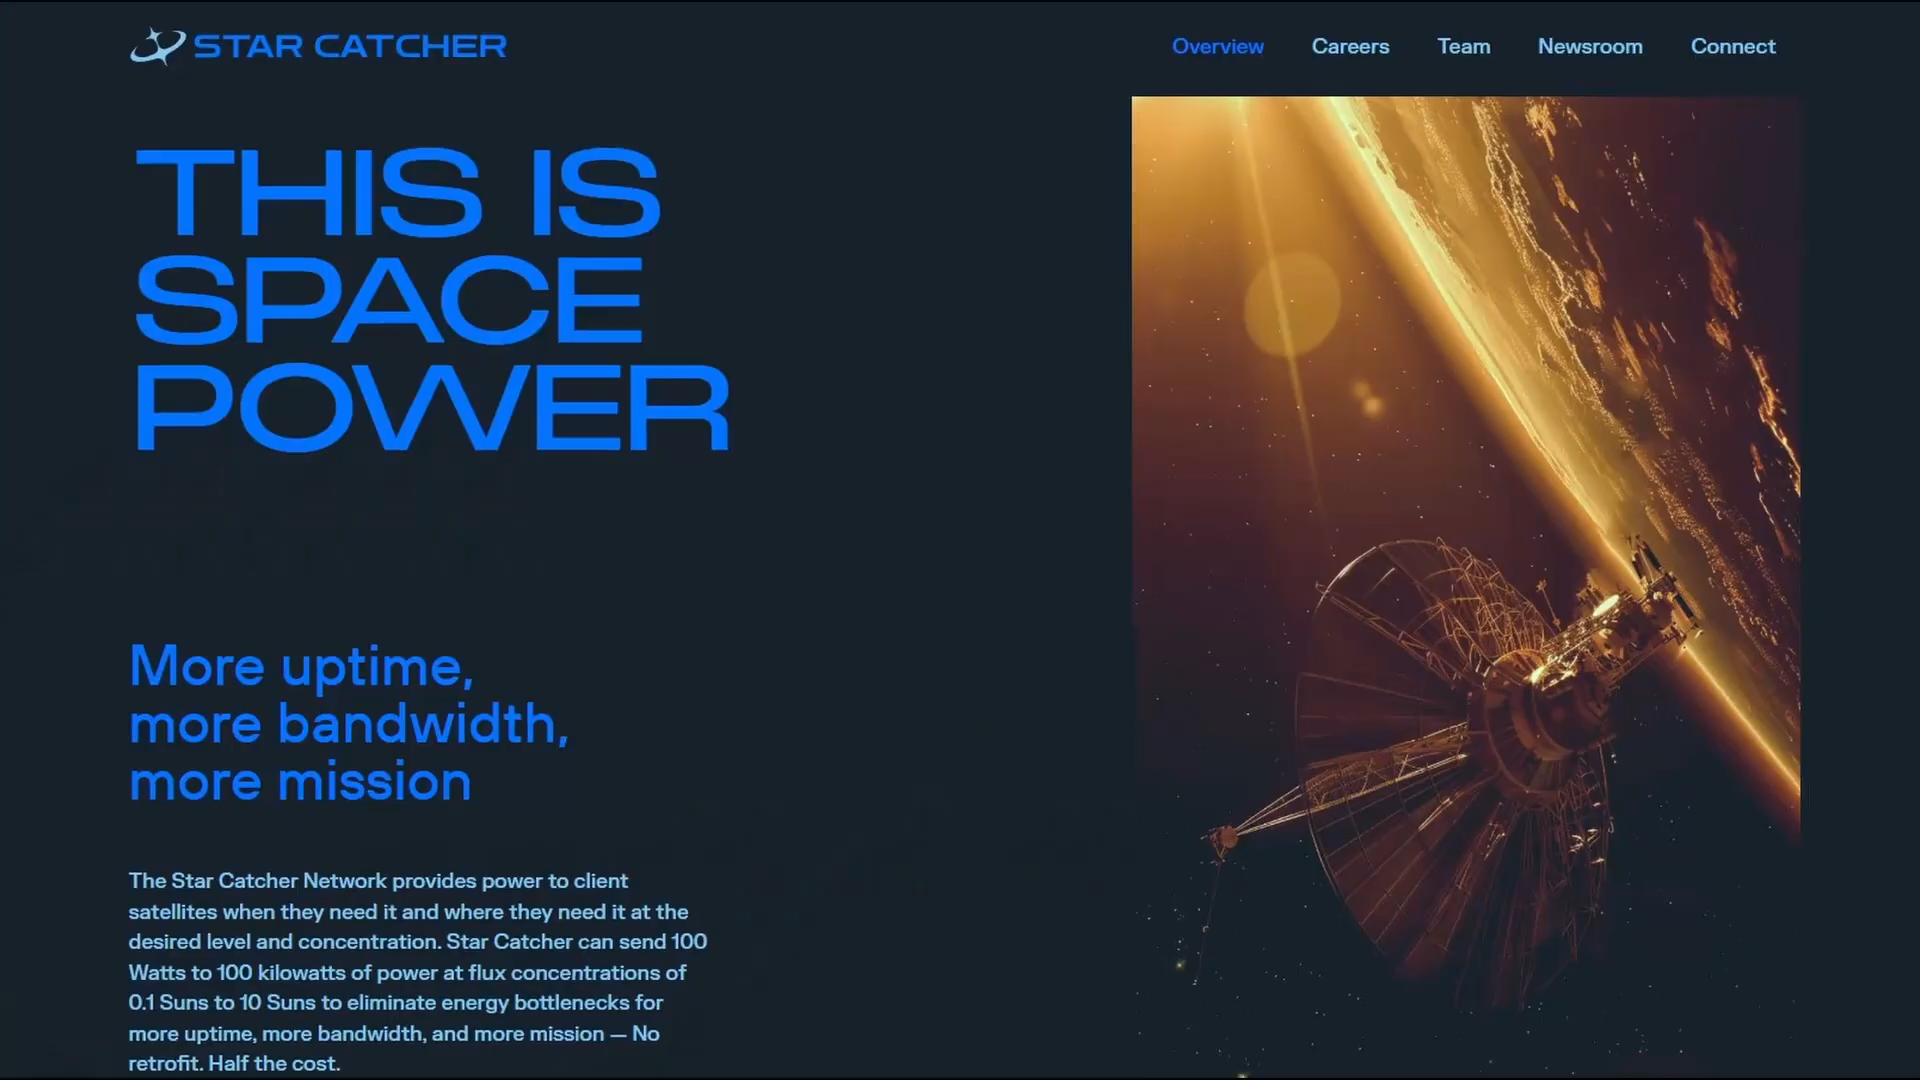 STAR CATCHER
Overview Careers Team Newsroom Connect
THIS IS
SPACE
POWER
More uptime,
more bandwidth,
more mission
The Star Catcher Network provides power to client
satellites when they need it and where they need it at the
desired level and concentration. Star Catcher can send 100
Watts to 100 kilowatts of power at flux concentrations of
0.1 Suns to 10 Suns to eliminate energy bottlenecks for
more uptime, more bandwidth, and more mission — No
retrofit. Half the cost.